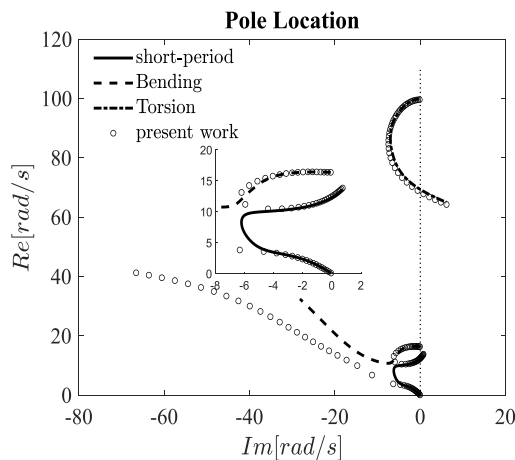 Pole Location
120
100
80
60
40
20
0
Re[rad/s]
short-period
Bending
Torsion
present work
20
15
10
5
0
-8 -6 -4 -2 0 2
-80 -60 -40 -20 0 20
Im[rad/s]